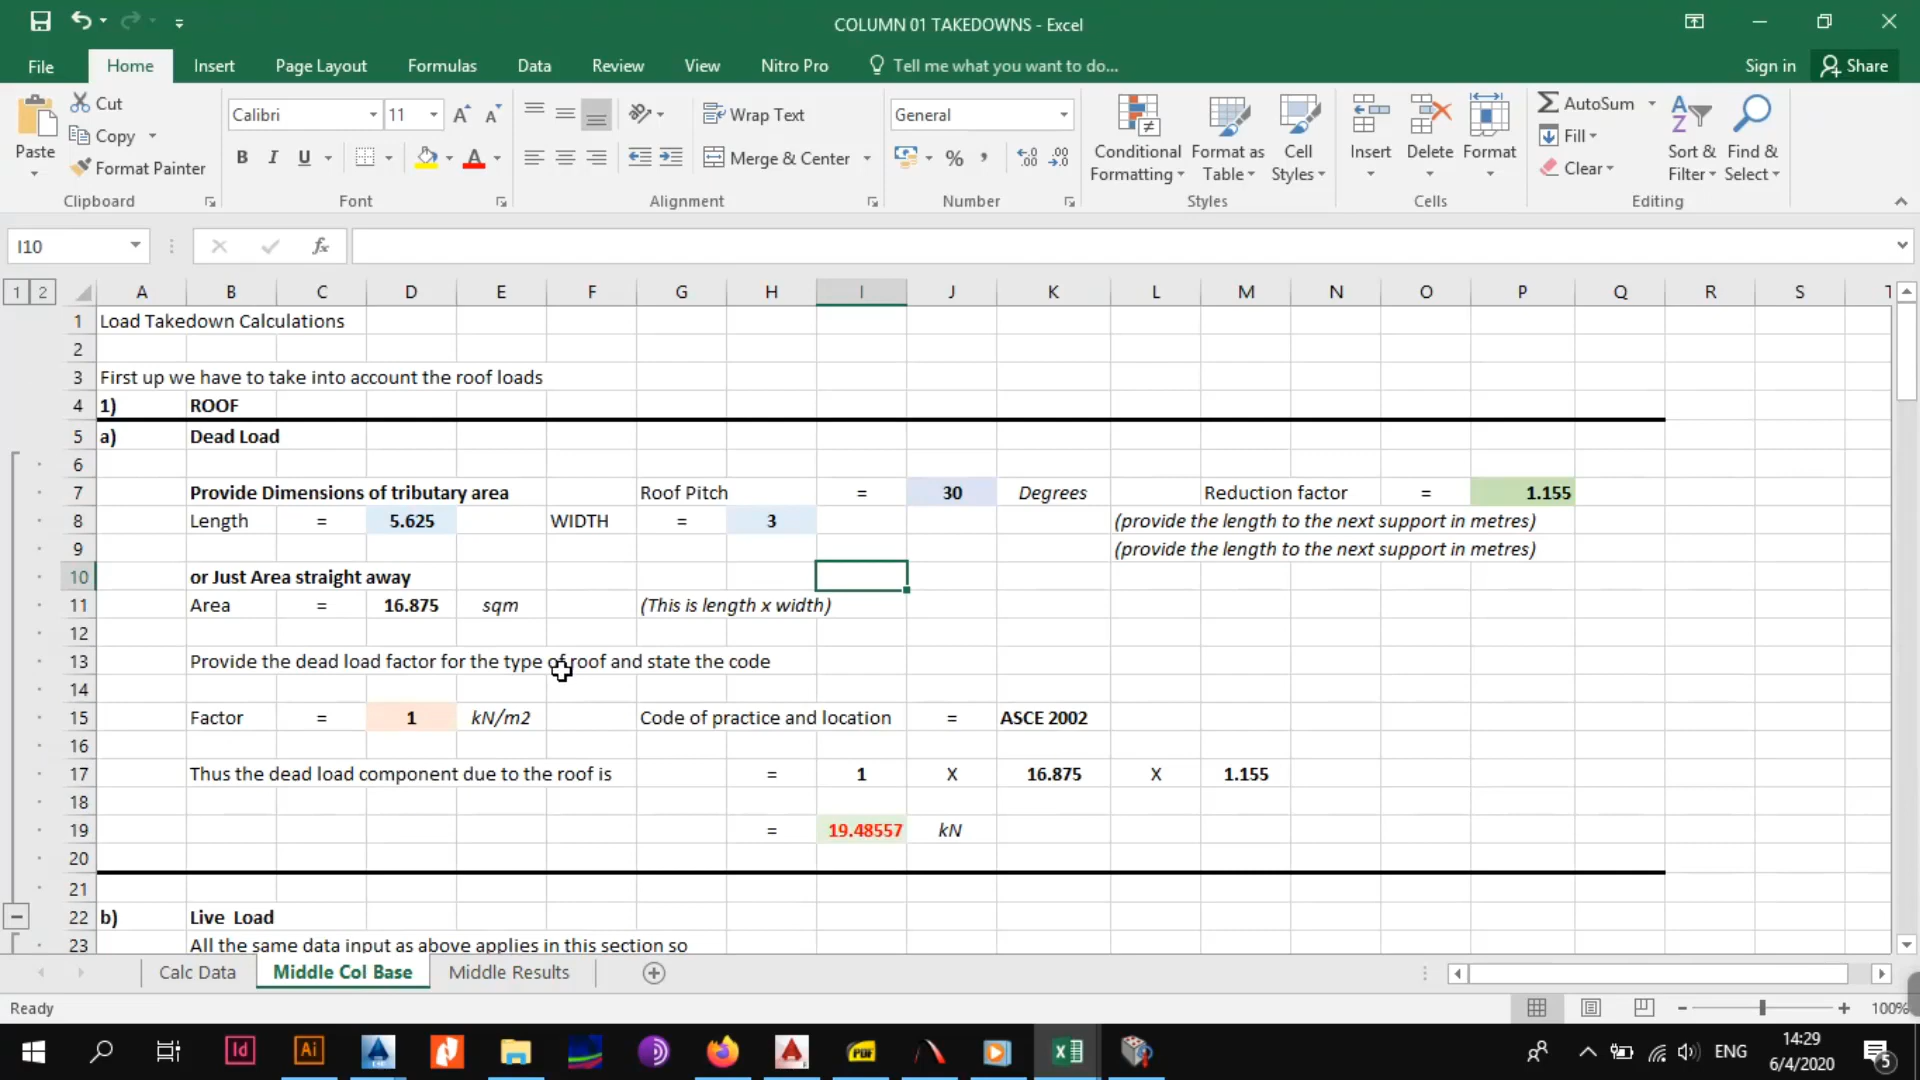 COLUMN 01 TAKEDOWNS - Excel
File Home Insert Page Layout Formulas Data Review View Nitro Pro Tell me what you want to do... Sign in Share
Paste Cut Copy Format Painter Clipboard
Calibri 11 B I U Font
Wrap Text Merge & Center Alignment
General % Number
Conditional Formatting Format as Table Cell Styles Styles
Insert Delete Format Cells
AutoSum Fill Clear Sort & Filter Find & Select Editing
I10 fx
1 2 A B C D E F G H I J K L M N O P Q R S
1 Load Takedown Calculations
2
3 First up we have to take into account the roof loads
4 1) ROOF
5 a) Dead Load
6
7 Provide Dimensions of tributary area Roof Pitch = 30 Degrees Reduction factor = 1.155
8 Length = 5.625 WIDTH = 3 (provide the length to the next support in metres)
9 (provide the length to the next support in metres)
10 or Just Area straight away
11 Area = 16.875 sqm (This is length x width)
12
13 Provide the dead load factor for the type of roof and state the code
14
15 Factor = 1 kN/m2 Code of practice and location = ASCE 2002
16
17 Thus the dead load component due to the roof is = 1 X 16.875 X 1.155
18
19 = 19.48557 kN
20
21
22 b) Live Load
23 All the same data input as above applies in this section so
Calc Data Middle Col Base Middle Results
Ready 100%
Id Ai PDF ENG 14:29
6/4/2020 5